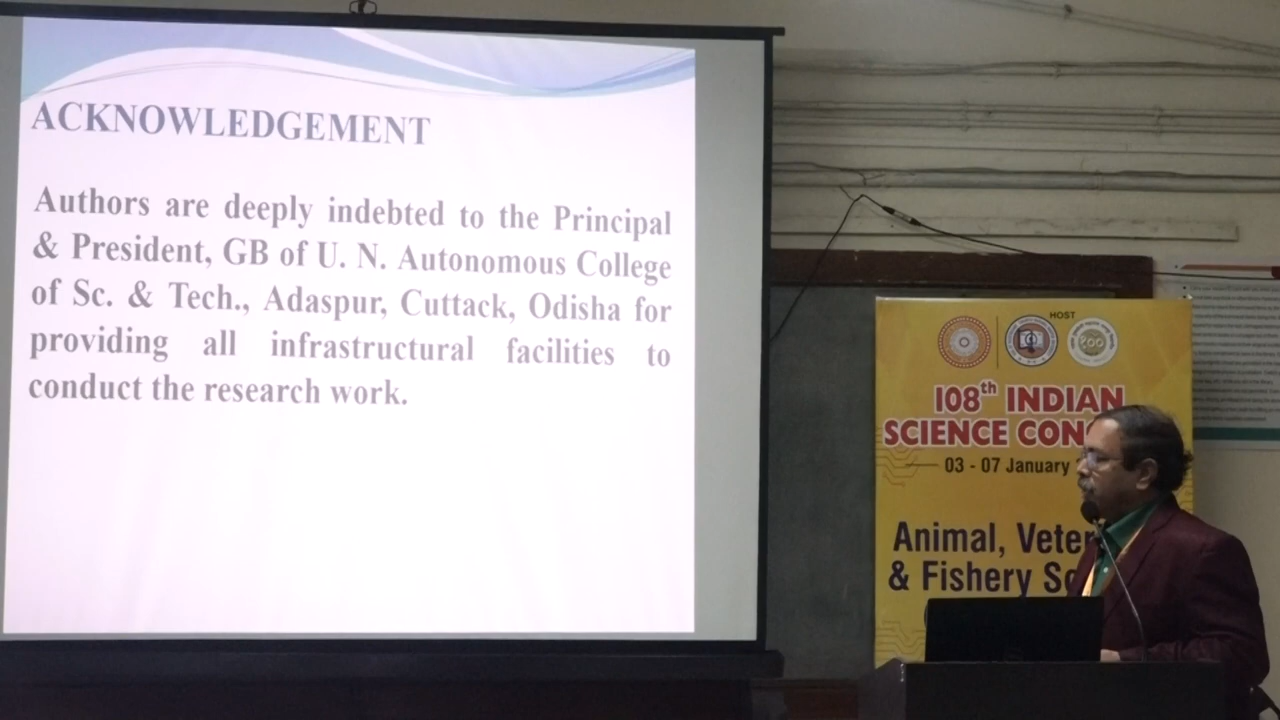 ACKNOWLEDGEMENT
Authors are deeply indebted to the Principal
& President, GB of U. N. Autonomous College
of Sc. & Tech., Adaspur, Cuttack, Odisha for
providing all infrastructural facilities to
conduct the research work.
HOST
200
108th INDIAN
SCIENCE CON
03 - 07 January
Animal, Veter
& Fishery Sc